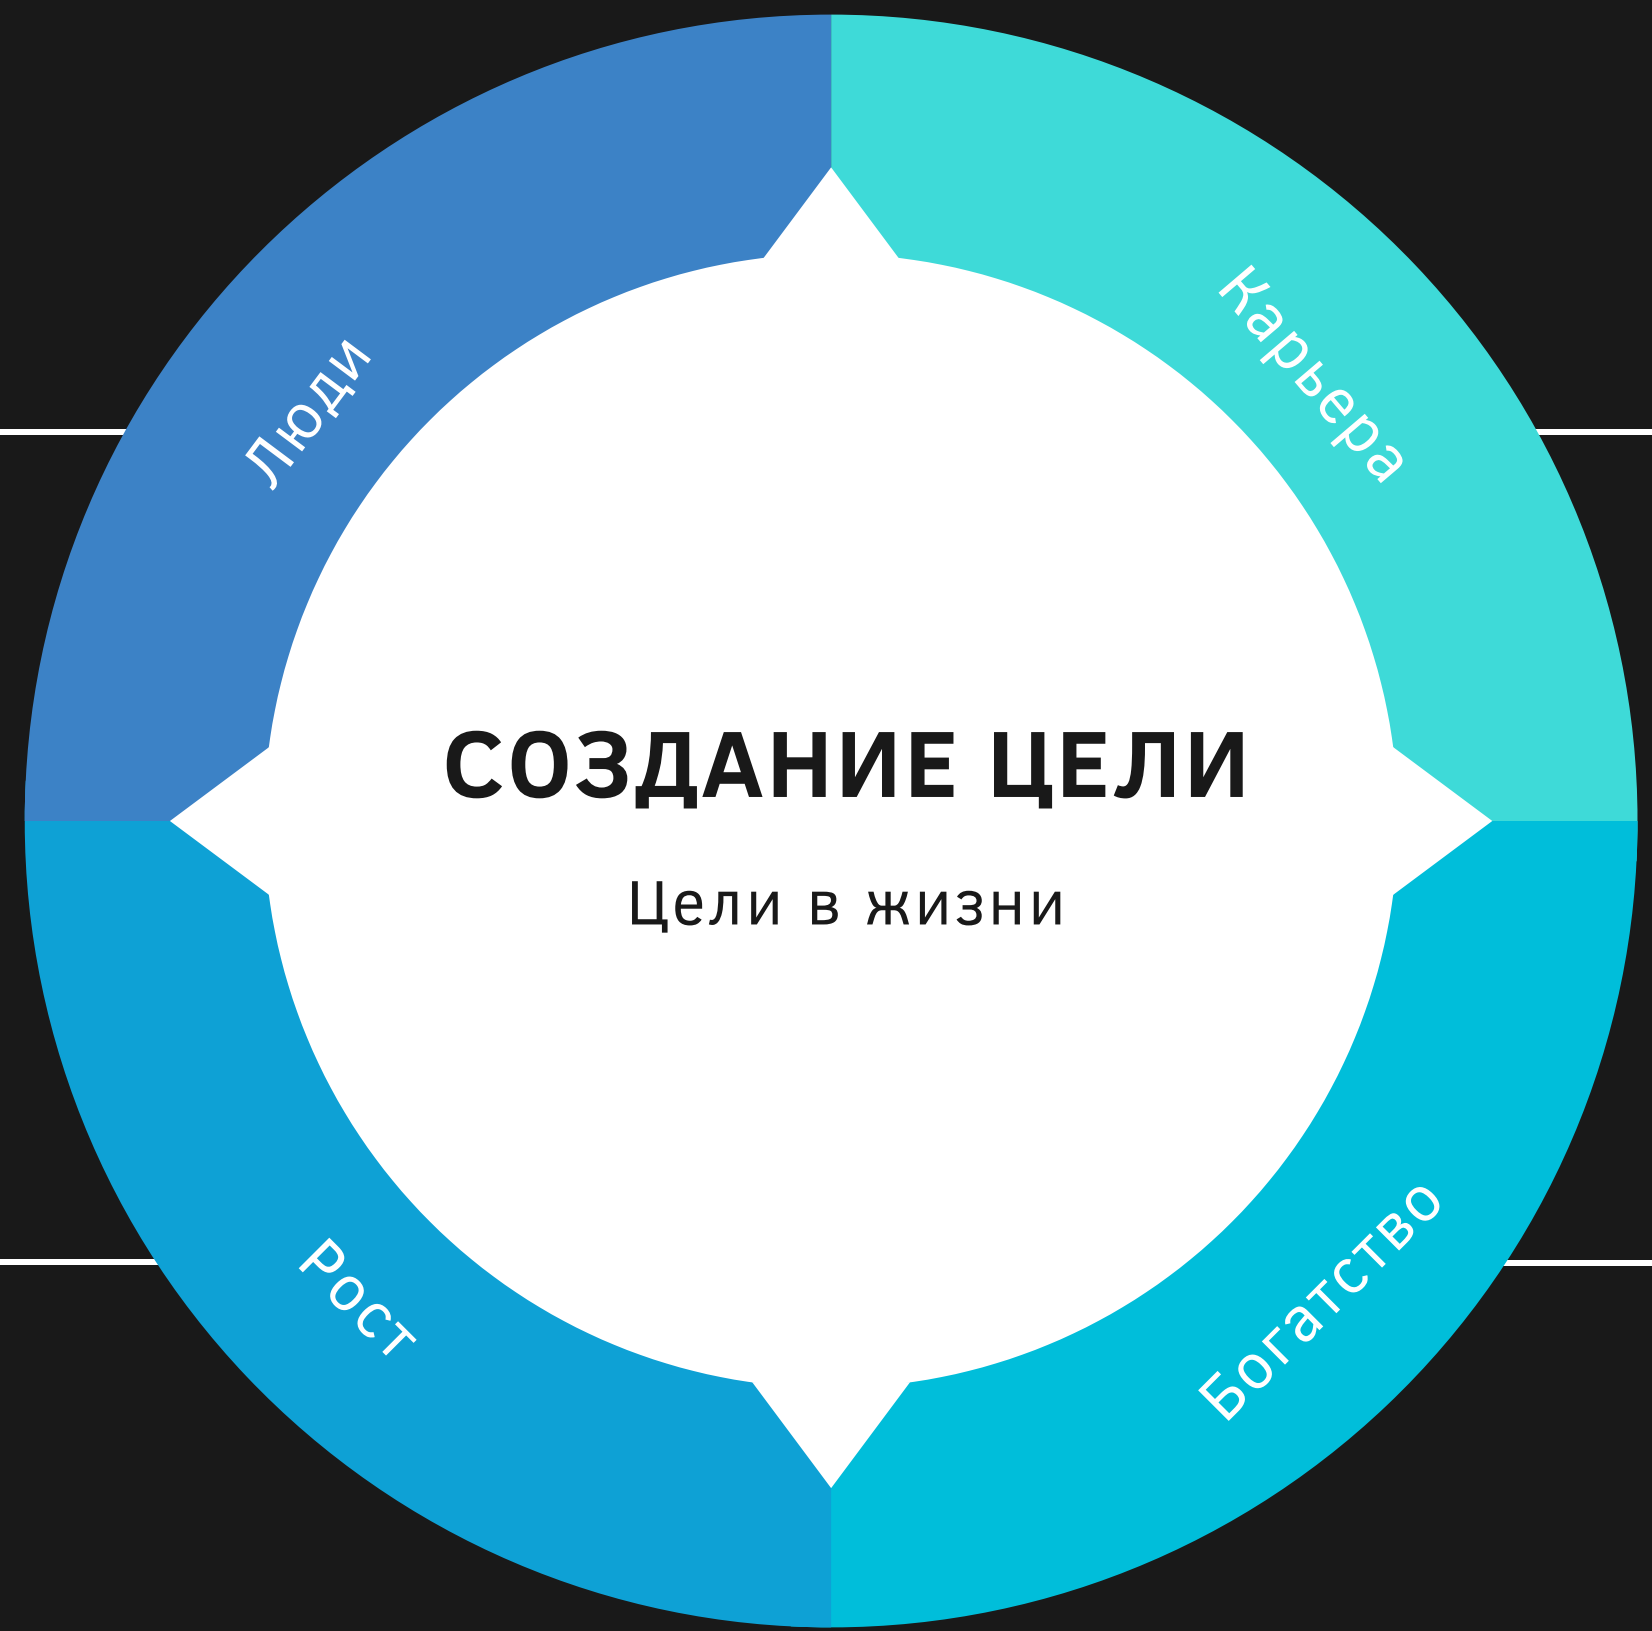 Люди
Карьера
СОЗДАНИЕ ЦЕЛИ
Цели в жизни
Рост
Богатство